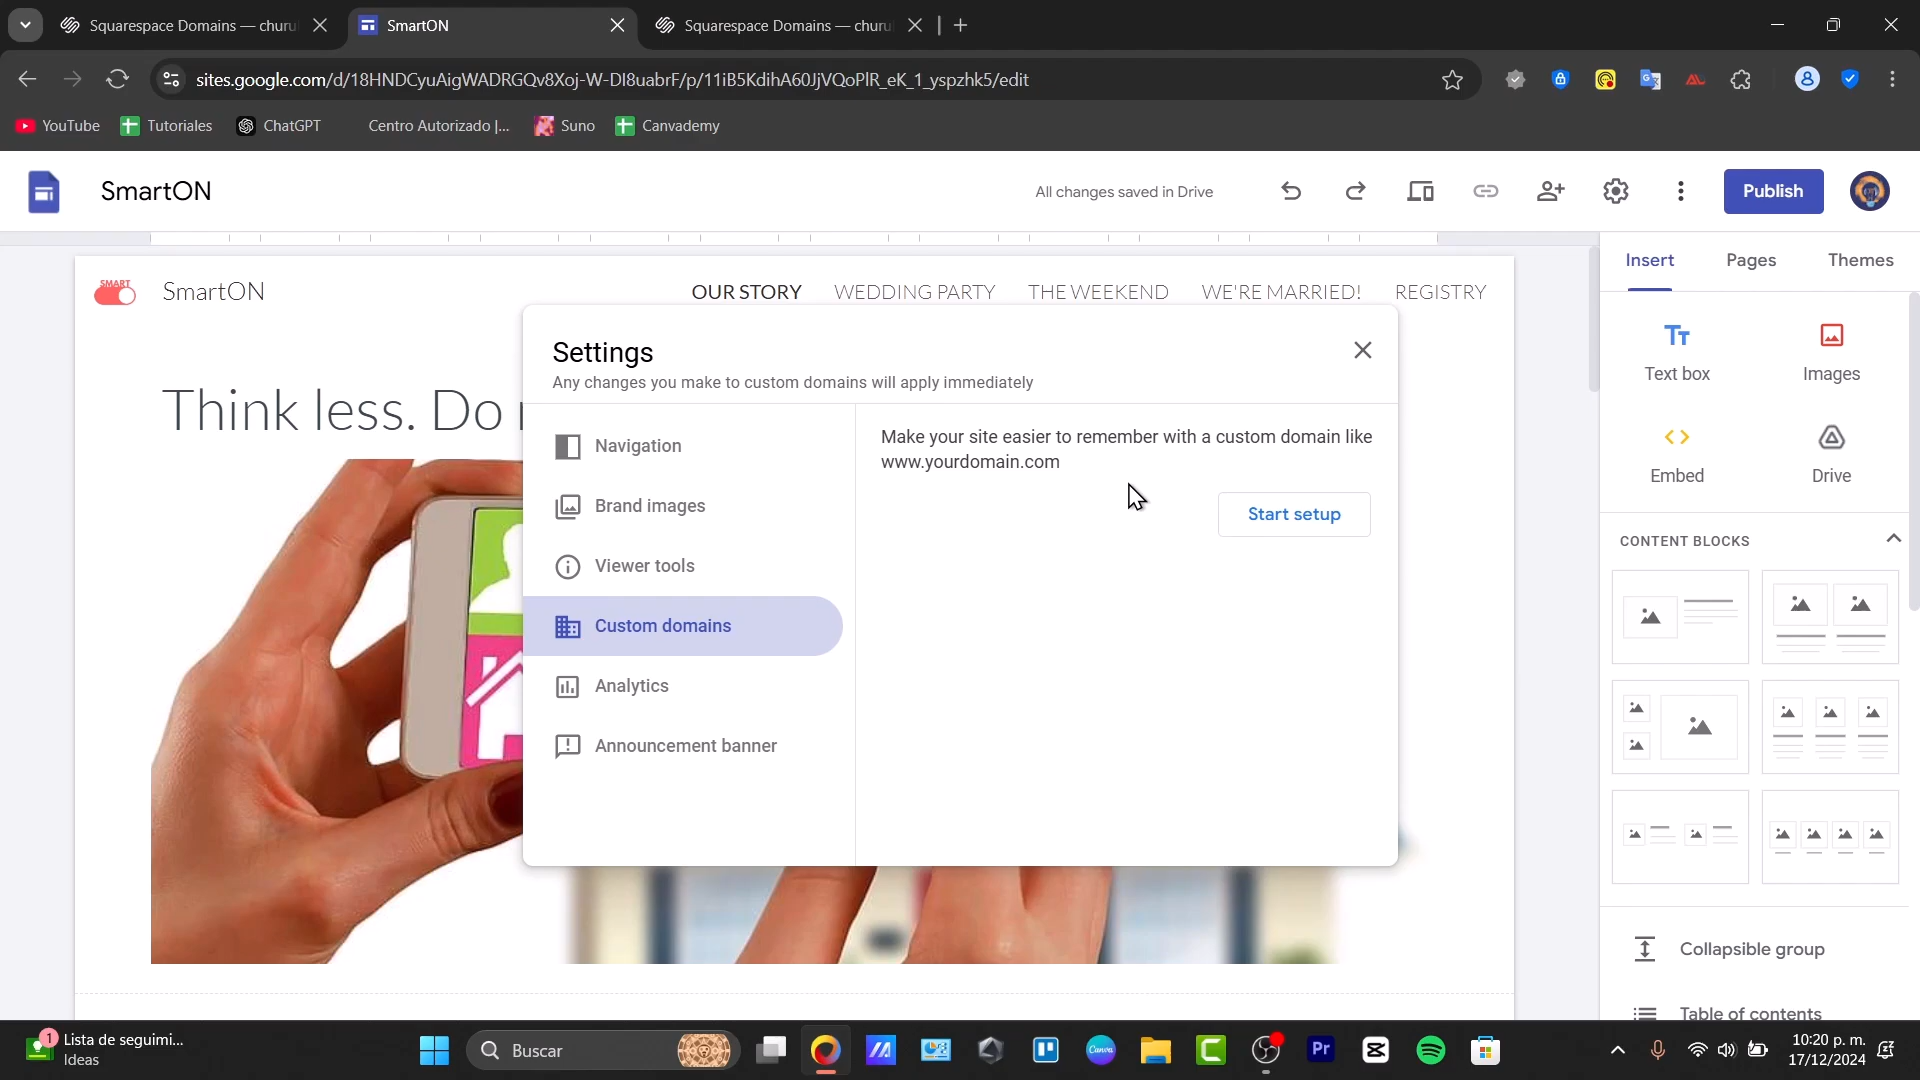 Squarespace Domains — churu
SmartON
Squarespace Domains — churu
sites.google.com/d/18HNDCyuAigWADRGQv8Xoj-W-DI8uabrF/p/11iB5KdihA60JjVQoPlR_eK_1_yspzhk5/edit
YouTube
Tutoriales
ChatGPT
Centro Autorizado |...
Suno
Canvademy
SmartON
All changes saved in Drive
Publish
Insert
Pages
Themes
SMART
SmartON
OUR STORY
WEDDING PARTY
THE WEEKEND
WE'RE MARRIED!
REGISTRY
Think less. Do
Settings
Any changes you make to custom domains will apply immediately
Navigation
Brand images
Viewer tools
Custom domains
Analytics
Announcement banner
Make your site easier to remember with a custom domain like
www.yourdomain.com
Start setup
Text box
Images
Embed
Drive
CONTENT BLOCKS
Collapsible group
Table of contents
1
Lista de seguimi...
Ideas
Buscar
Canva
Pr
10:20 p. m.
17/12/2024